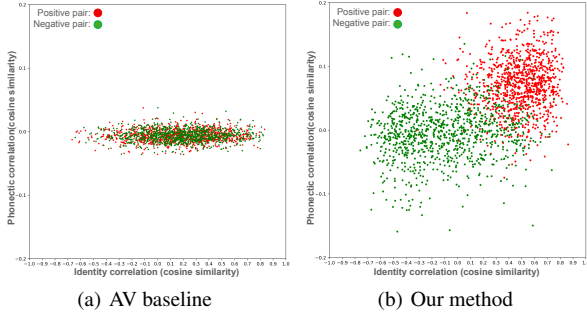 Positive pair:
Negative pair:
Phonectic correlation(cosine similarity)
0.2
0.1
0.0
−0.1
−0.2
−1.0 −0.9 −0.8 −0.7 −0.6 −0.5 −0.4 −0.3 −0.2 −0.1 0.0 0.1 0.2 0.3 0.4 0.5 0.6 0.7 0.8 0.9 1.0
Identity correlation (cosine similarity)
(a) AV baseline
Positive pair:
Negative pair:
Phonectic correlation(cosine similarity)
0.2
0.1
0.0
−0.1
−0.2
−1.0 −0.9 −0.8 −0.7 −0.6 −0.5 −0.4 −0.3 −0.2 −0.1 0.0 0.1 0.2 0.3 0.4 0.5 0.6 0.7 0.8 0.9 1.0
Identity correlation (cosine similarity)
(b) Our method